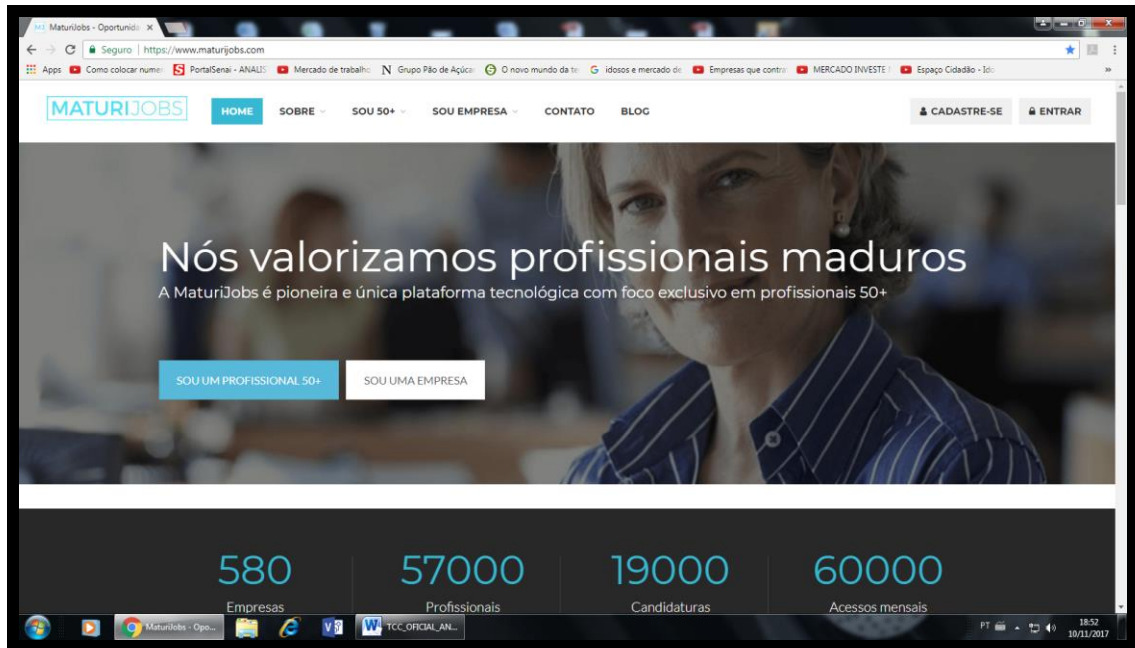 MaturiJobs - Oportunida
Seguro | https://www.maturijobs.com
Apps Como colocar numer PortalSenai - ANALIS Mercado de trabalho Grupo Pão de Açúcar O novo mundo da te idosos e mercado de Empresas que contra MERCADO INVESTE Espaço Cidadão - Ido
MATURIJOBS HOME SOBRE SOU 50+ SOU EMPRESA CONTATO BLOG CADASTRE-SE ENTRAR
Nós valorizamos profissionais maduros
A MaturiJobs é pioneira e única plataforma tecnológica com foco exclusivo em profissionais 50+
SOU UM PROFISSIONAL 50+ SOU UMA EMPRESA
580 57000 19000 60000
Empresas Profissionais Candidaturas Acessos mensais
MaturiJobs - Opo... TCC_OFICIAL_AN... PT 18:52
10/11/2017